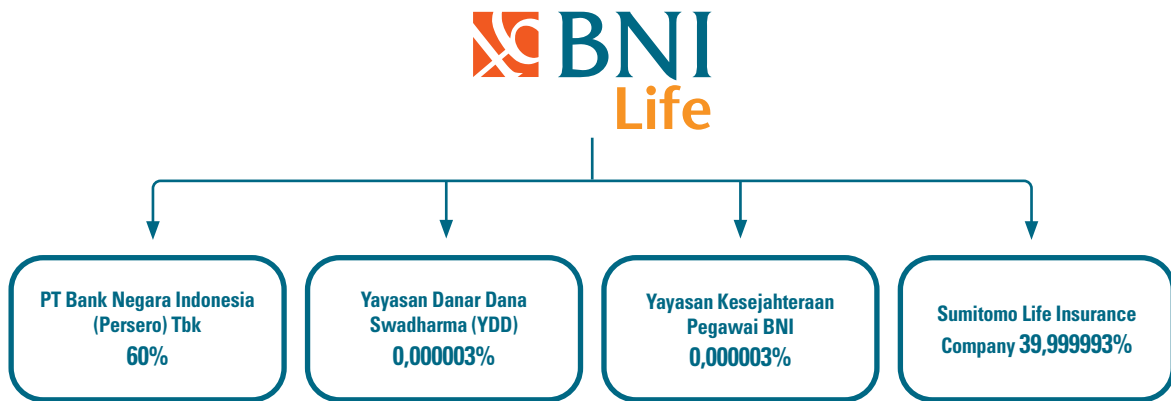 BNI
Life
PT Bank Negara Indonesia
(Persero) Tbk
60%
Yayasan Danar Dana
Swadharma (YDD)
0,000003%
Yayasan Kesejahteraan
Pegawai BNI
0,000003%
Sumitomo Life Insurance
Company 39,999993%